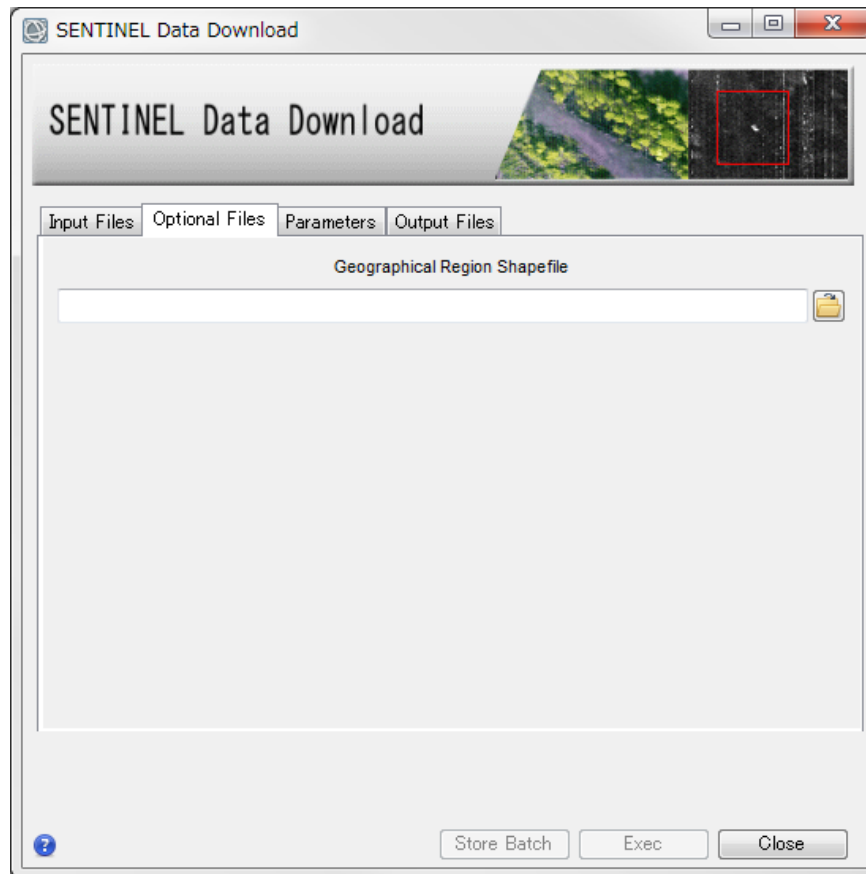 SENTINEL Data Download
SENTINEL Data Download
Input Files Optional Files Parameters Output Files
Geographical Region Shapefile
?
Store Batch Exec Close